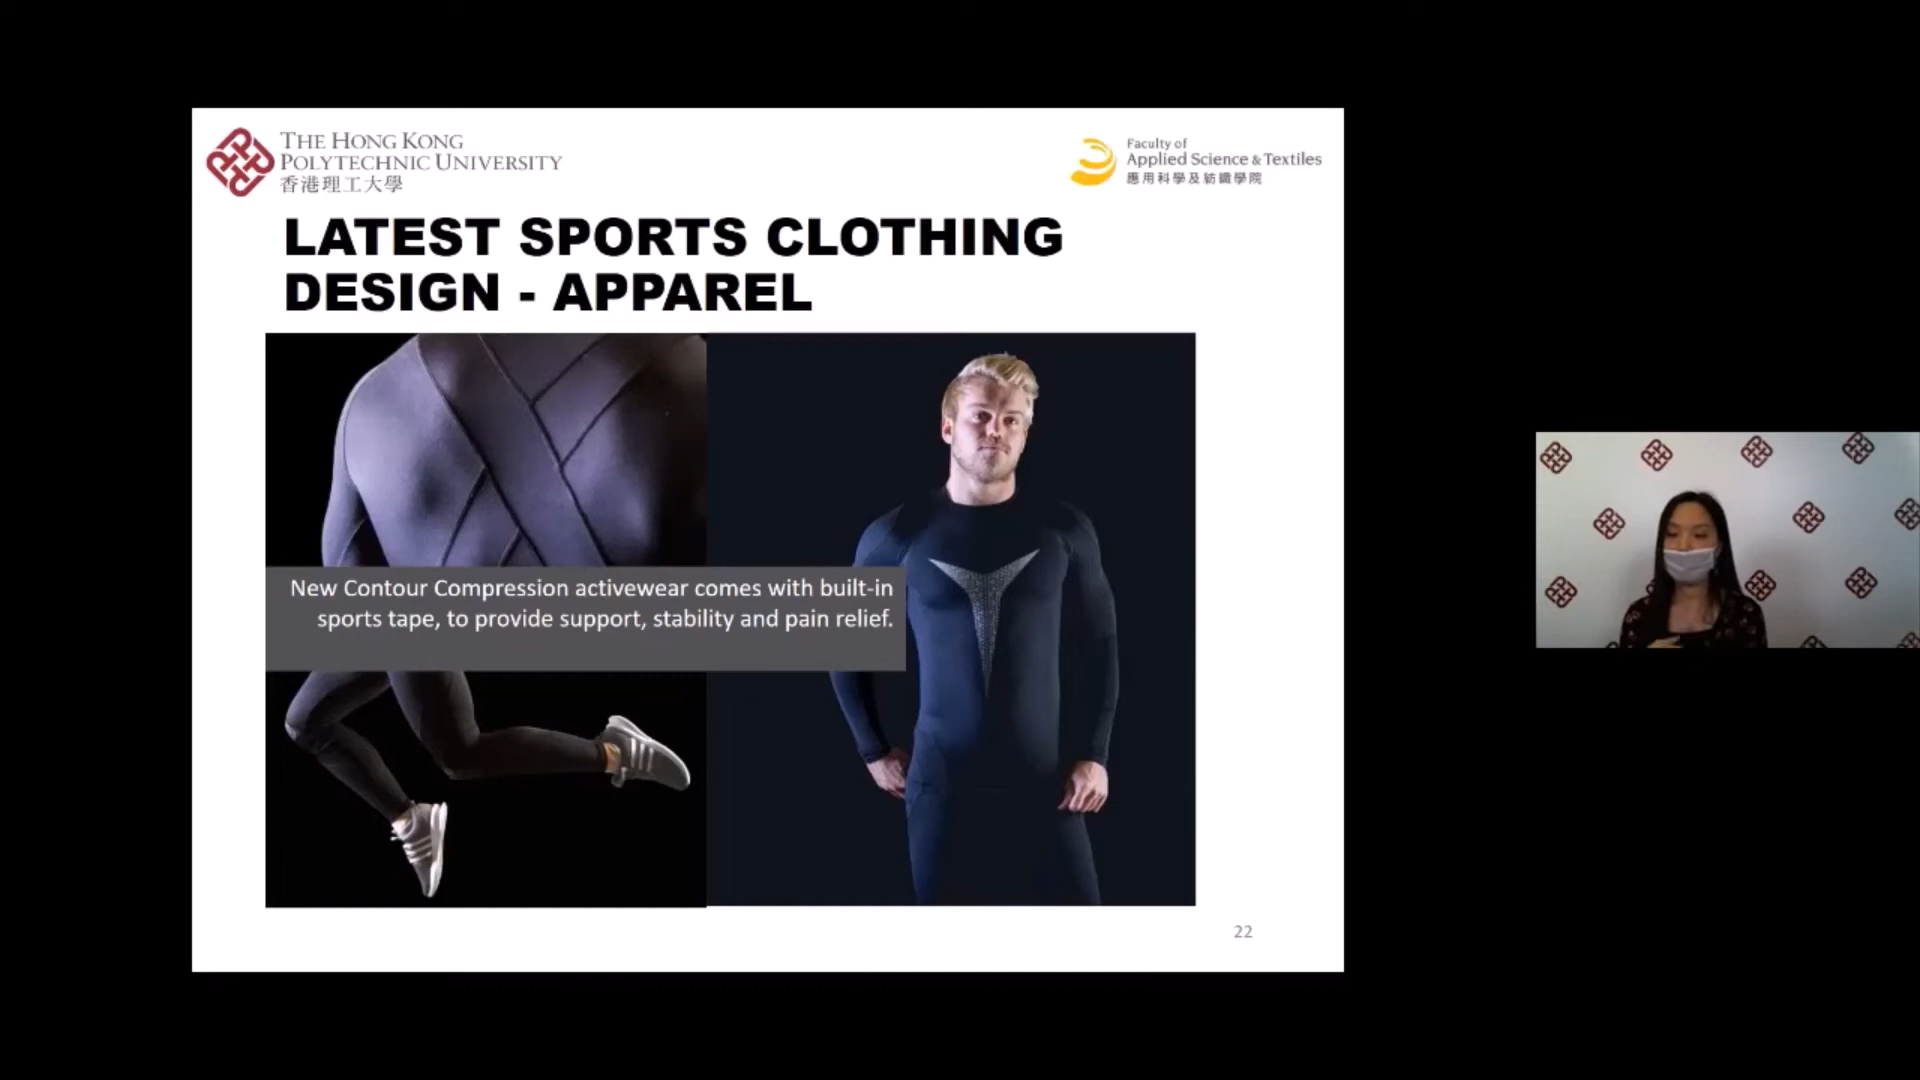 THE HONG KONG
POLYTECHNIC UNIVERSITY
香港理工大學
Faculty of
Applied Science & Textiles
應用科學及紡織學院
LATEST SPORTS CLOTHING
DESIGN - APPAREL
New Contour Compression activewear comes with built-in
sports tape, to provide support, stability and pain relief.
22